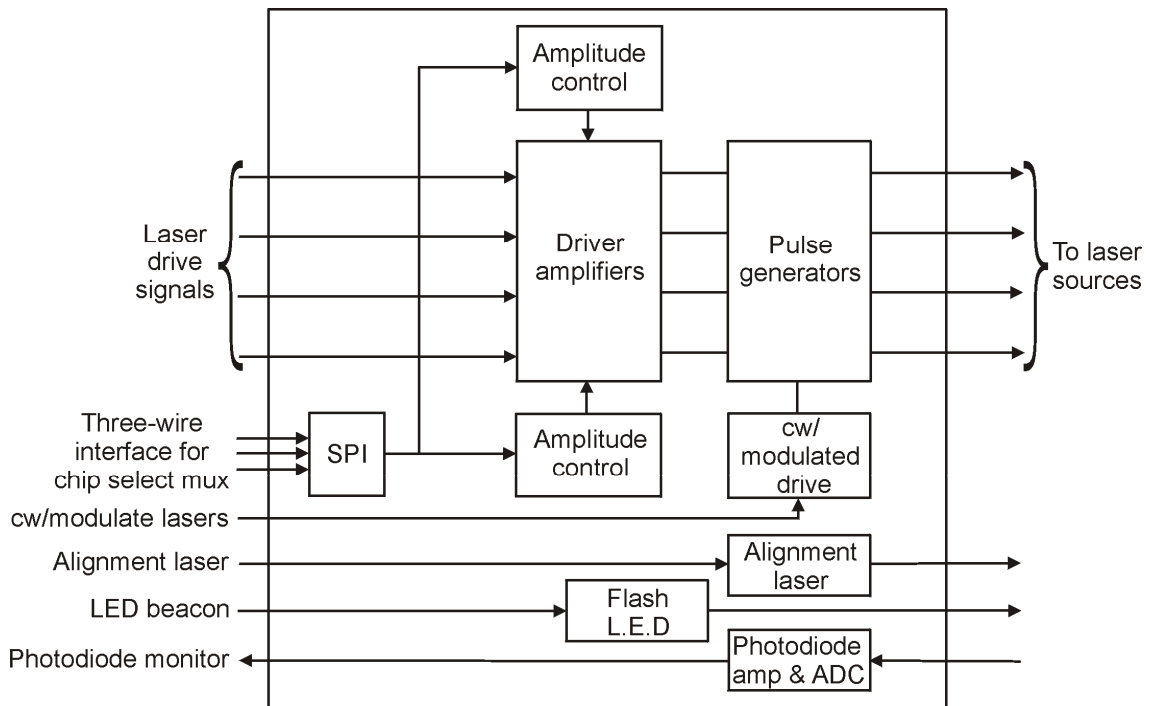 Amplitude
control
Laser
drive
signals
Driver
amplifiers
Pulse
generators
To laser
sources
Three-wire
interface for
chip select mux
SPI
Amplitude
control
cw/
modulated
drive
cw/modulate lasers
Alignment laser
Alignment
laser
LED beacon
Flash
L.E.D
Photodiode monitor
Photodiode
amp & ADC